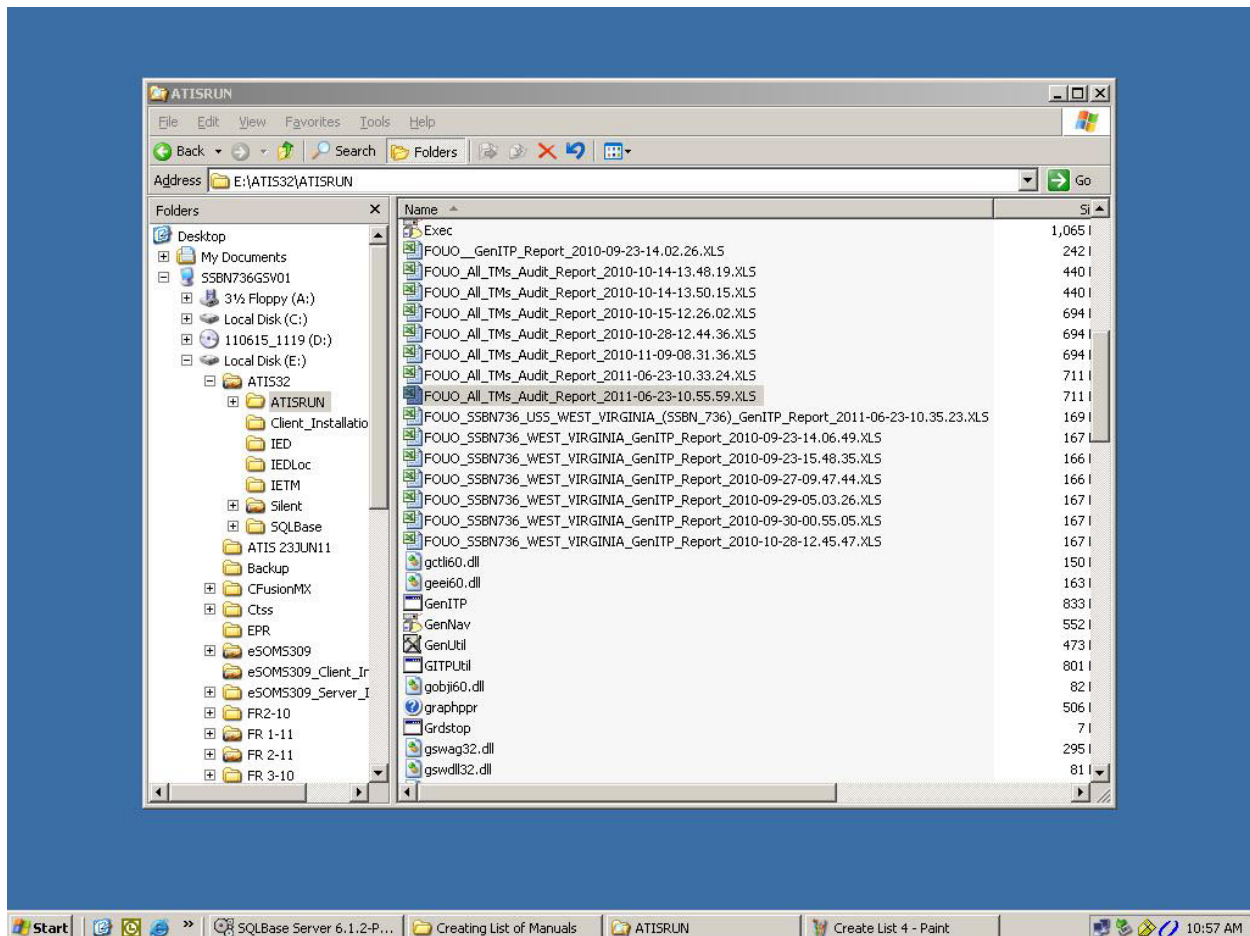 ATISRUN
File Edit View Favorites Tools Help
Back Search Folders
Address E:\ATIS32\ATISRUN Go
Folders x Name Si
Desktop
My Documents
SSBN736GSV01
3½ Floppy (A:)
Local Disk (C:)
110615_1119 (D:)
Local Disk (E:)
ATIS32
ATISRUN
Client_Installatio
IED
IEDLoc
IETM
Silent
SQLBase
ATIS 23JUN11
Backup
CFusionMX
Ctss
EPR
eSOMS309
eSOMS309_Client_Ir
eSOMS309_Server_I
FR2-10
FR 1-11
FR 2-11
FR 3-10
Exec 1,065
FOUO__GenITP_Report_2010-09-23-14.02.26.XLS 242
FOUO_All_TMs_Audit_Report_2010-10-14-13.48.19.XLS 440
FOUO_All_TMs_Audit_Report_2010-10-14-13.50.15.XLS 440
FOUO_All_TMs_Audit_Report_2010-10-15-12.26.02.XLS 694
FOUO_All_TMs_Audit_Report_2010-10-28-12.44.36.XLS 694
FOUO_All_TMs_Audit_Report_2010-11-09-08.31.36.XLS 694
FOUO_All_TMs_Audit_Report_2011-06-23-10.33.24.XLS 711
FOUO_All_TMs_Audit_Report_2011-06-23-10.55.59.XLS 711
FOUO_SSBN736_USS_WEST_VIRGINIA_(SSBN_736)_GenITP_Report_2011-06-23-10.35.23.XLS 169
FOUO_SSBN736_WEST_VIRGINIA_GenITP_Report_2010-09-23-14.06.49.XLS 167
FOUO_SSBN736_WEST_VIRGINIA_GenITP_Report_2010-09-23-15.48.35.XLS 166
FOUO_SSBN736_WEST_VIRGINIA_GenITP_Report_2010-09-27-09.47.44.XLS 166
FOUO_SSBN736_WEST_VIRGINIA_GenITP_Report_2010-09-29-05.03.26.XLS 167
FOUO_SSBN736_WEST_VIRGINIA_GenITP_Report_2010-09-30-00.55.05.XLS 167
FOUO_SSBN736_WEST_VIRGINIA_GenITP_Report_2010-10-28-12.45.47.XLS 167
gctli60.dll 150
geei60.dll 163
GenITP 833
GenNav 552
GenUtil 473
GITPUtil 801
gobji60.dll 82
graphppr 506
Grdstop 7
gswag32.dll 295
gswdll32.dll 81
Start » SQLBase Server 6.1.2-P... Creating List of Manuals ATISRUN Create List 4 - Paint 10:57 AM